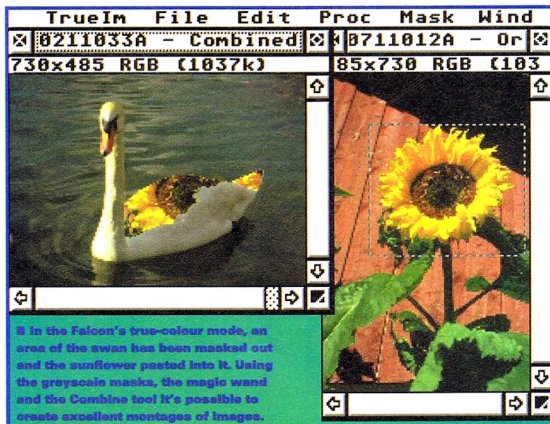 TrueIm File Edit Proc Mask Wind
0211033A - Combined
0711012A - Or
730x485 RGB (1037k)
85x730 RGB (103
In the Falcon's true-colour mode, an
area of the swan has been masked out
and the sunflower pasted into it. Using
the greyscale masks, the magic wand
and the Combine tool it's possible to
create excellent montages of images.